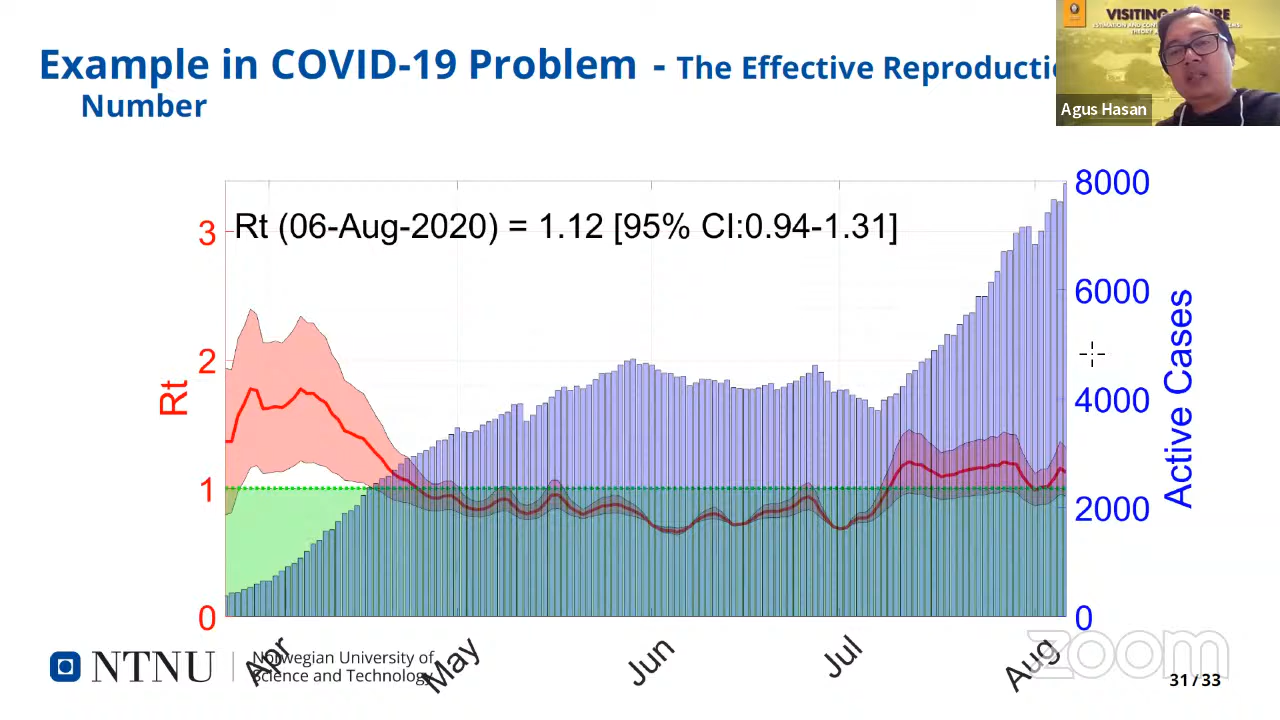 Example in COVID-19 Problem - The Effective Reproducti
Number
VISITING
Agus Hasan
Rt (06-Aug-2020) = 1.12 [95% CI:0.94-1.31]
3
2
1
0
Rt
8000
6000
4000
2000
0
Active Cases
Apr
May
Jun
Jul
Aug
NTNU
Norwegian University of
Science and Technology
zoom
31 / 33